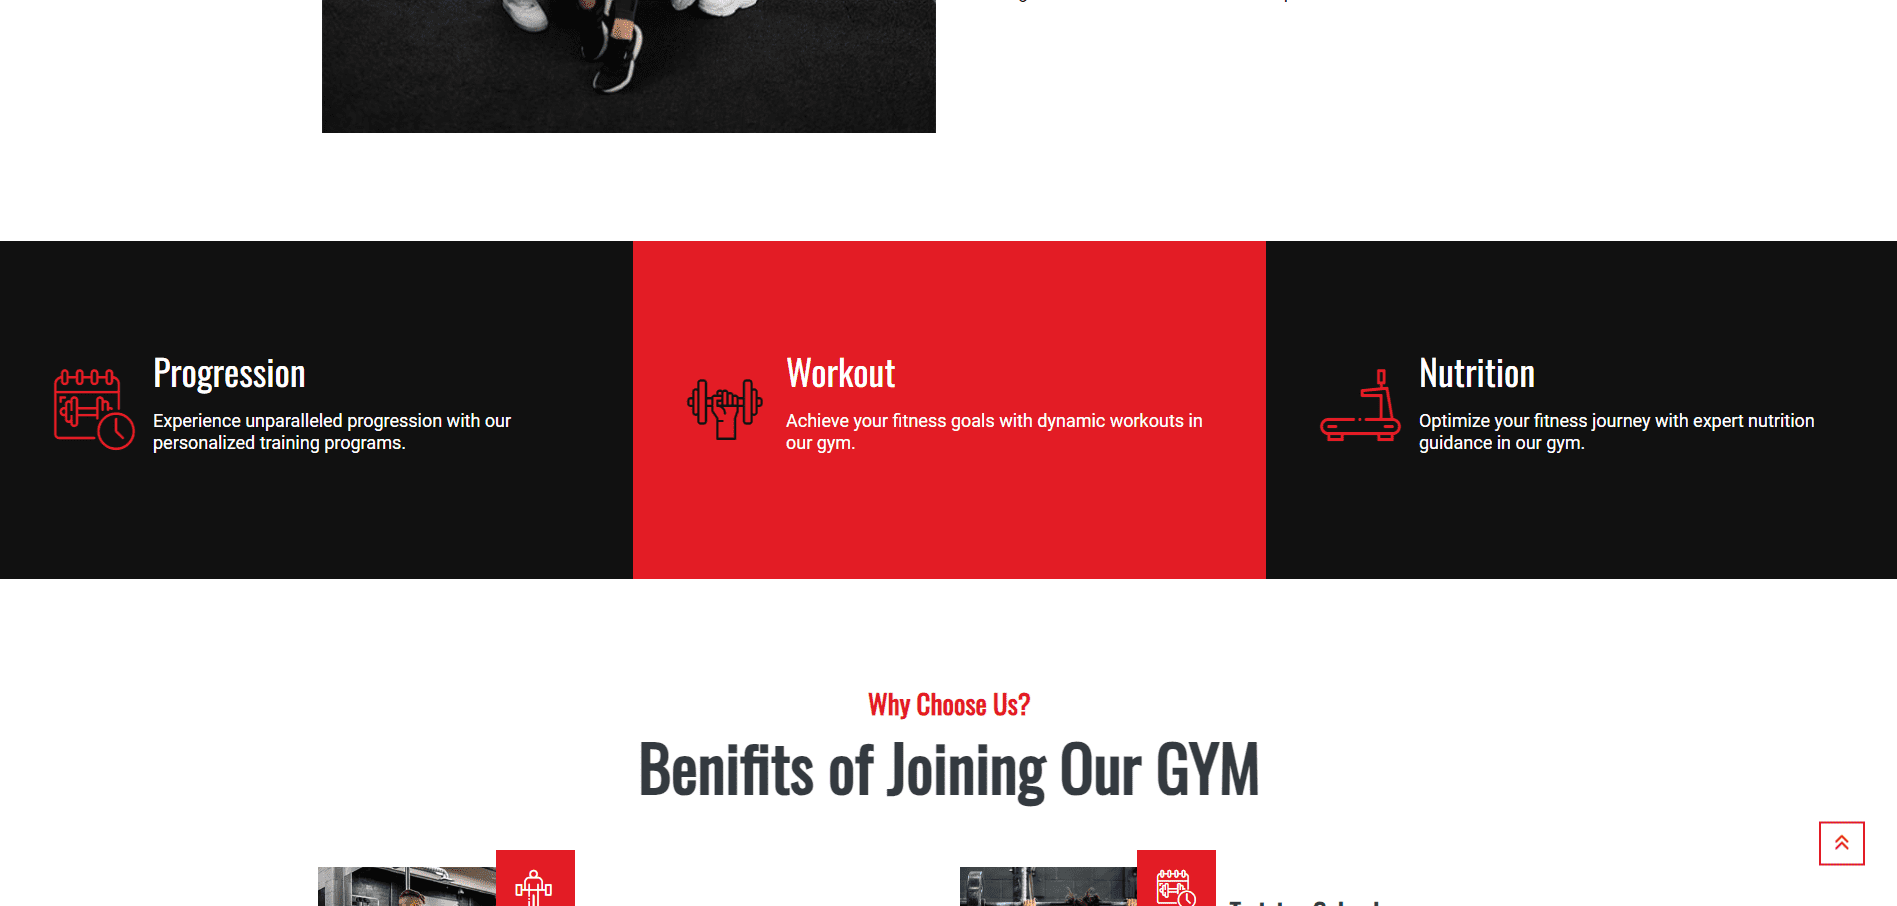 Progression
Experience unparalleled progression with our
personalized training programs.
Workout
Achieve your fitness goals with dynamic workouts in
our gym.
Nutrition
Optimize your fitness journey with expert nutrition
guidance in our gym.
Why Choose Us?
Benifits of Joining Our GYM